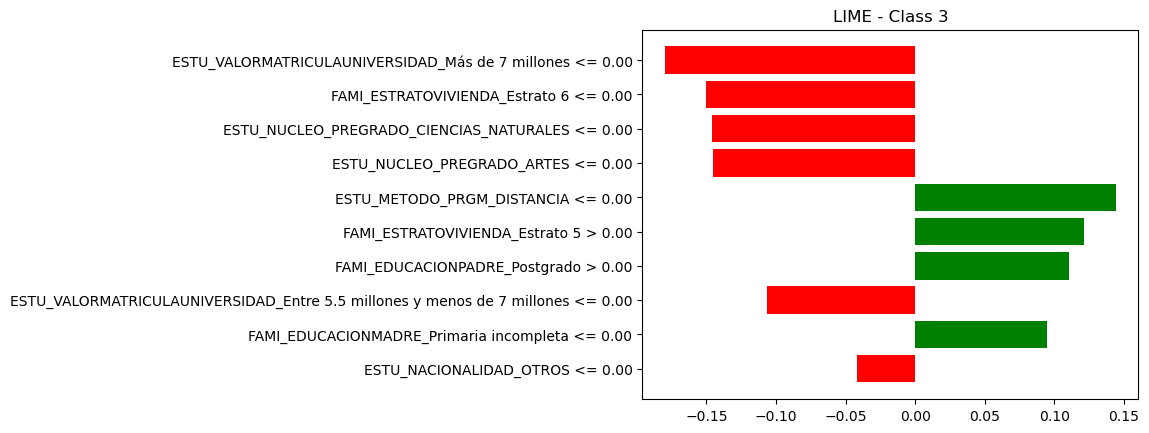 LIME - Class 3
ESTU_VALORMATRICULAUNIVERSIDAD_Más de 7 millones <= 0.00
FAMI_ESTRATOVIVIENDA_Estrato 6 <= 0.00
ESTU_NUCLEO_PREGRADO_CIENCIAS_NATURALES <= 0.00
ESTU_NUCLEO_PREGRADO_ARTES <= 0.00
ESTU_METODO_PRGM_DISTANCIA <= 0.00
FAMI_ESTRATOVIVIENDA_Estrato 5 > 0.00
FAMI_EDUCACIONPADRE_Postgrado > 0.00
ESTU_VALORMATRICULAUNIVERSIDAD_Entre 5.5 millones y menos de 7 millones <= 0.00
FAMI_EDUCACIONMADRE_Primaria incompleta <= 0.00
ESTU_NACIONALIDAD_OTROS <= 0.00
−0.15 −0.10 −0.05 0.00 0.05 0.10 0.15